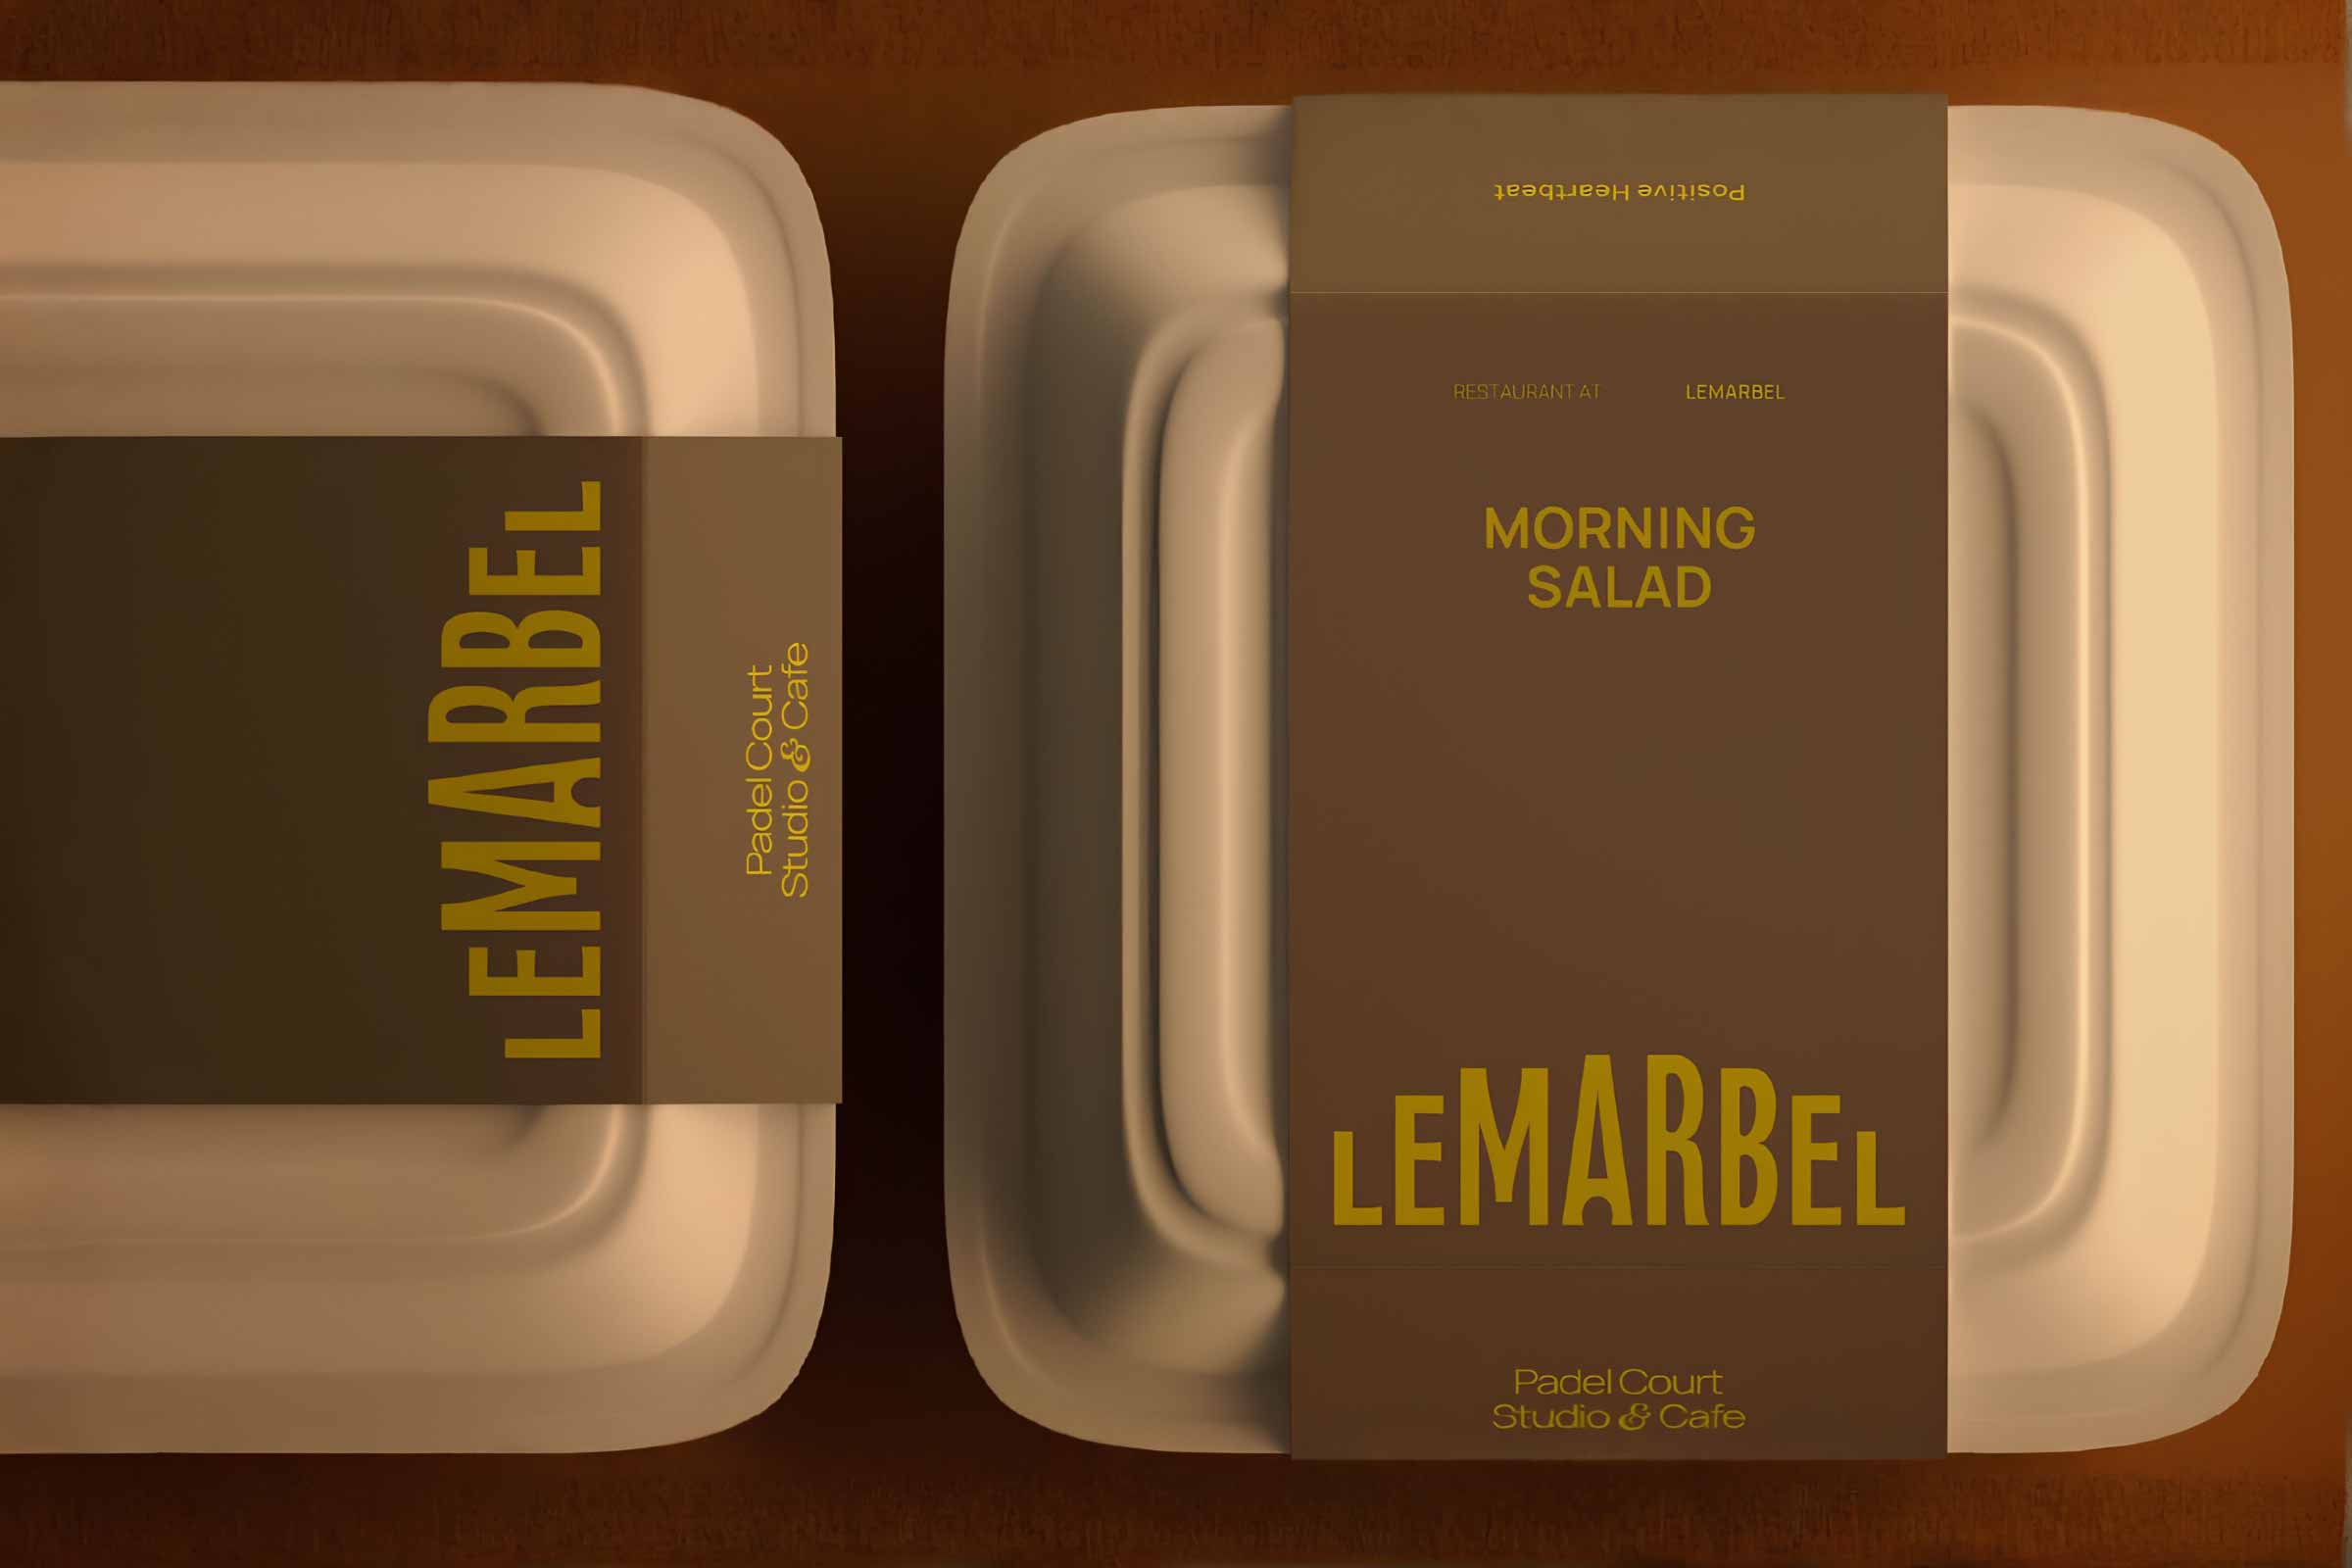 LEMARBEL
Padel Court
Studio & Cafe
Positive Heartbeat
RESTAURANT AT
LEMARBEL
MORNING
SALAD
LEMARBEL
Padel Court
Studio & Cafe